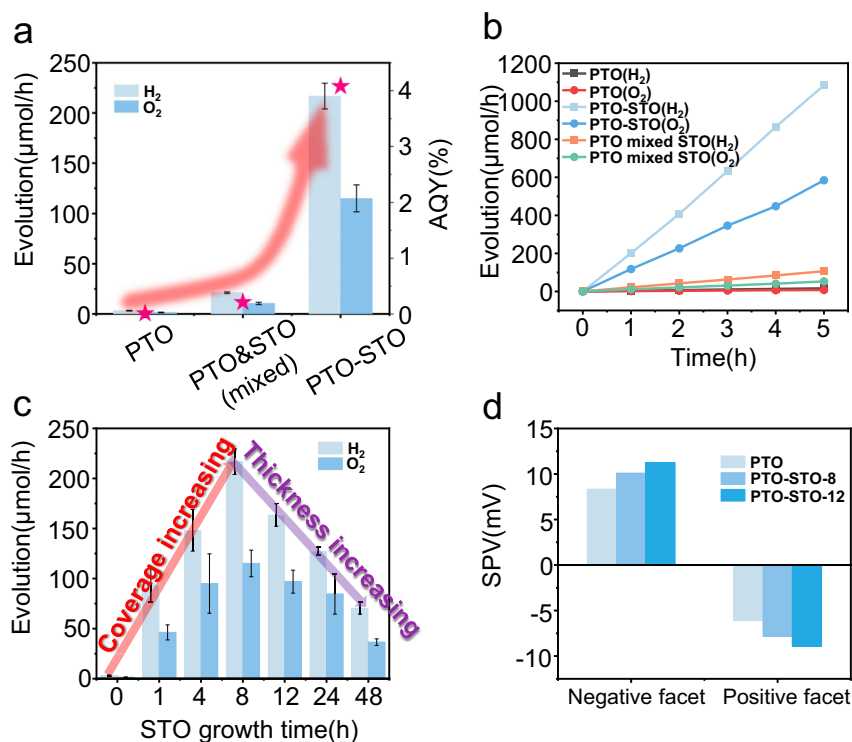 a
Evolution(μmol/h)
250
200
150
100
50
0
H₂
O₂
4
3
2
1
0
AQY(%)
PTO
PTO&STO
(mixed)
PTO-STO
b
Evolution(μmol/h)
1200
1000
800
600
400
200
0
PTO(H₂)
PTO(O₂)
PTO-STO(H₂)
PTO-STO(O₂)
PTO mixed STO(H₂)
PTO mixed STO(O₂)
0 1 2 3 4 5
Time(h)
c
Evolution(μmol/h)
250
200
150
100
50
0
H₂
O₂
Coverage increasing
Thickness increasing
0 1 4 8 12 24 48
STO growth time(h)
d
SPV(mV)
15
10
5
0
-5
-10
PTO
PTO-STO-8
PTO-STO-12
Negative facet Positive facet